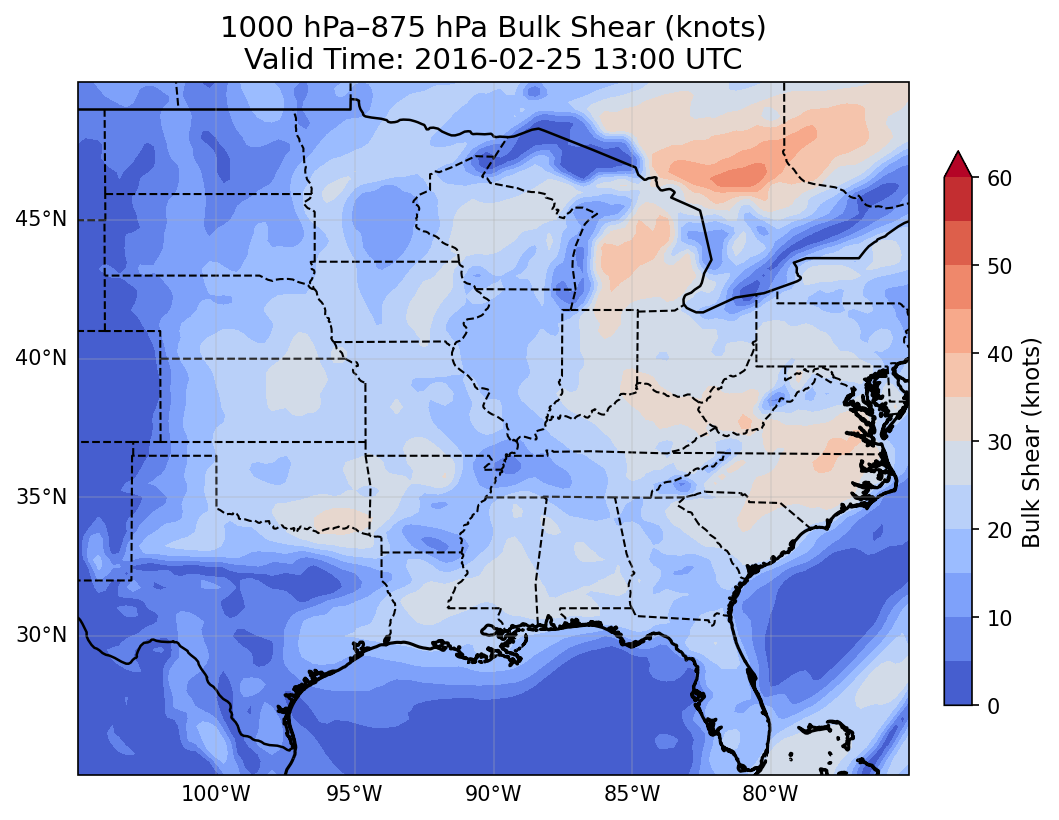 1000 hPa–875 hPa Bulk Shear (knots)
Valid Time: 2016-02-25 13:00 UTC
45°N
40°N
35°N
30°N
100°W
95°W
90°W
85°W
80°W
60
50
40
30
20
10
0
Bulk Shear (knots)